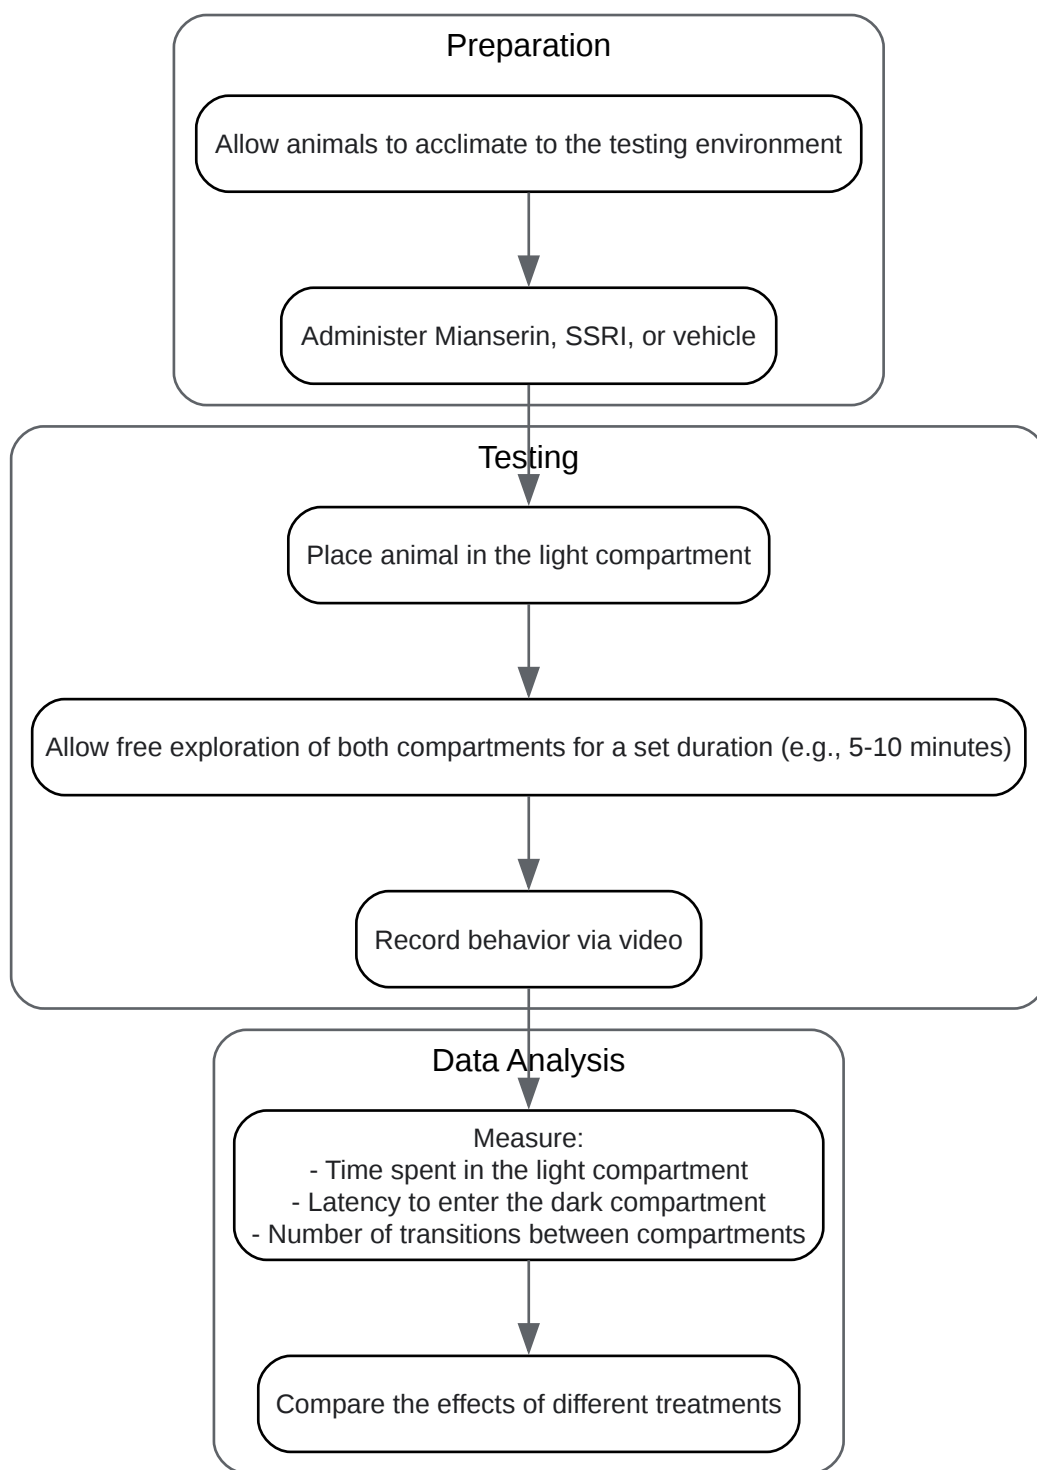 Preparation
Allow animals to acclimate to the testing environment
Administer Mianserin, SSRI, or vehicle
Testing
Place animal in the light compartment
Allow free exploration of both compartments for a set duration (e.g., 5-10 minutes)
Record behavior via video
Data Analysis
Measure:
- Time spent in the light compartment
- Latency to enter the dark compartment
- Number of transitions between compartments
Compare the effects of different treatments